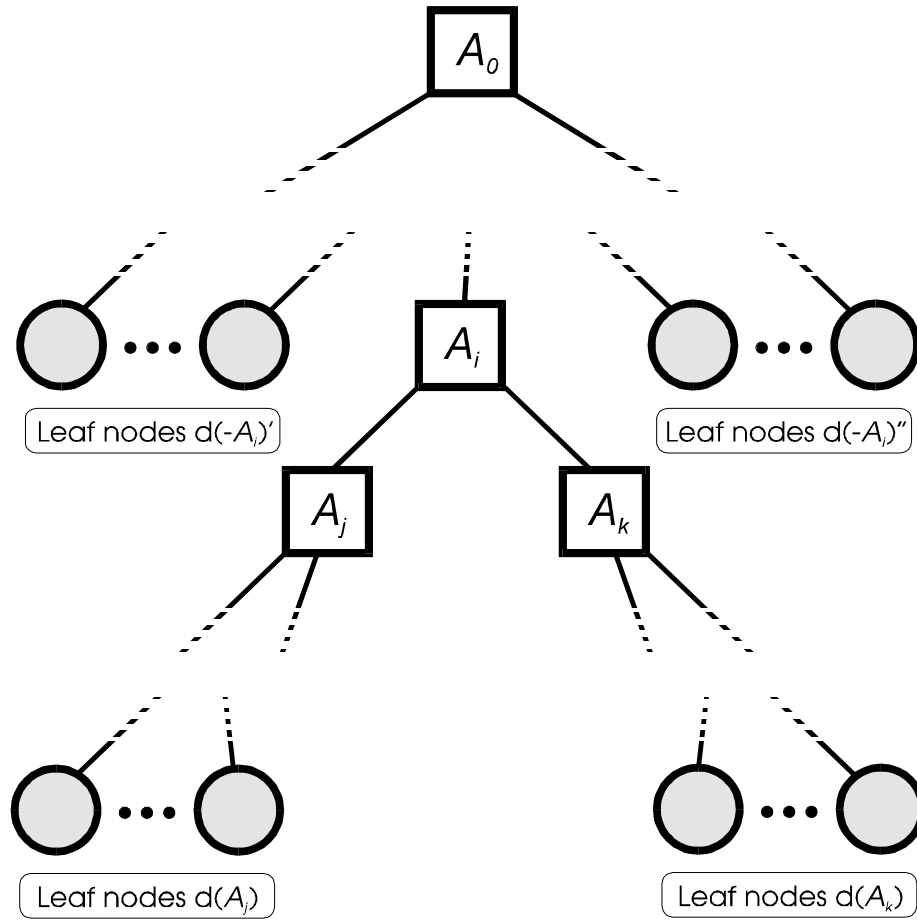 A₀
Aᵢ
Leaf nodes d(-Aᵢ)′
Leaf nodes d(-Aᵢ)″
Aⱼ
Aₖ
Leaf nodes d(Aⱼ)
Leaf nodes d(Aₖ)